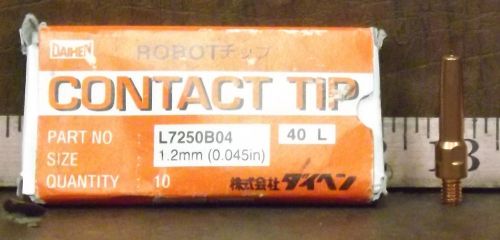 DAIHEN
ROBOTチップ
CONTACT TIP
PART NO L7250B04 40 L
SIZE 1.2mm (0.045in)
QUANTITY 10
株式会社 ダイヘン